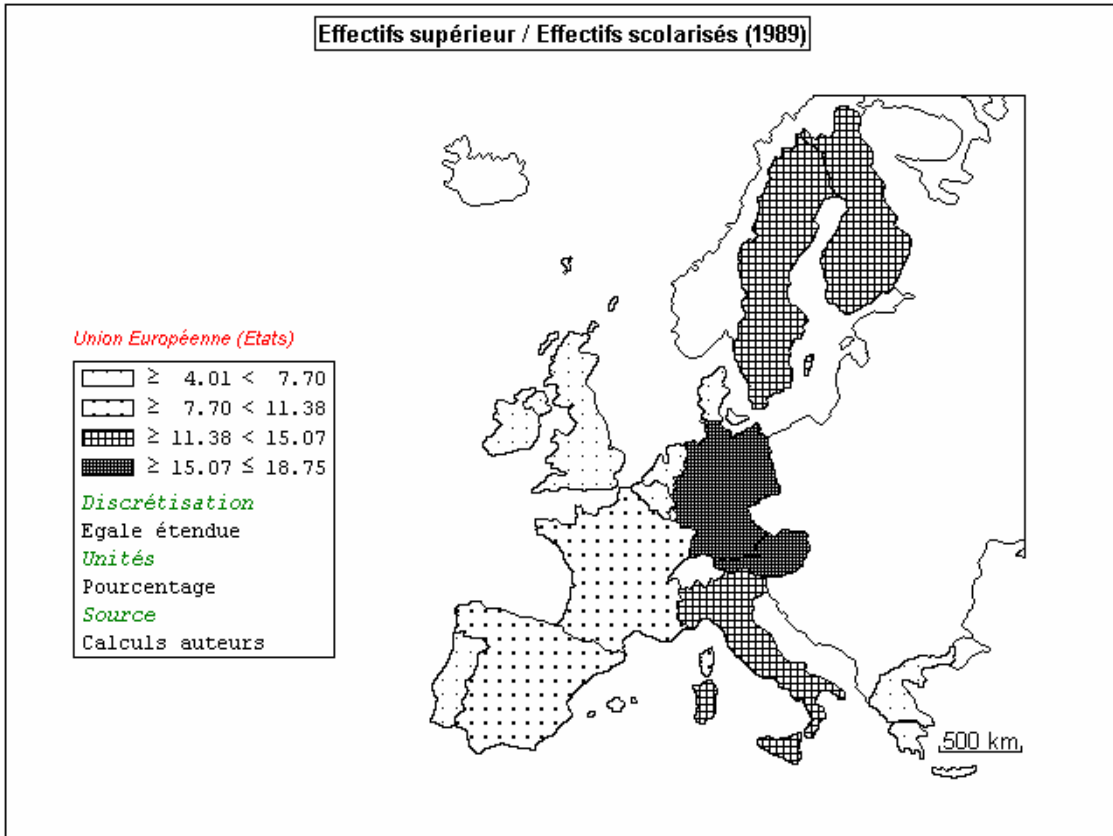 Effectifs supérieur / Effectifs scolarisés (1989)
Union Européenne (Etats)
≥ 4.01 < 7.70
≥ 7.70 < 11.38
≥ 11.38 < 15.07
≥ 15.07 ≤ 18.75
Discrétisation
Egale étendue
Unités
Pourcentage
Source
Calculs auteurs
500 km